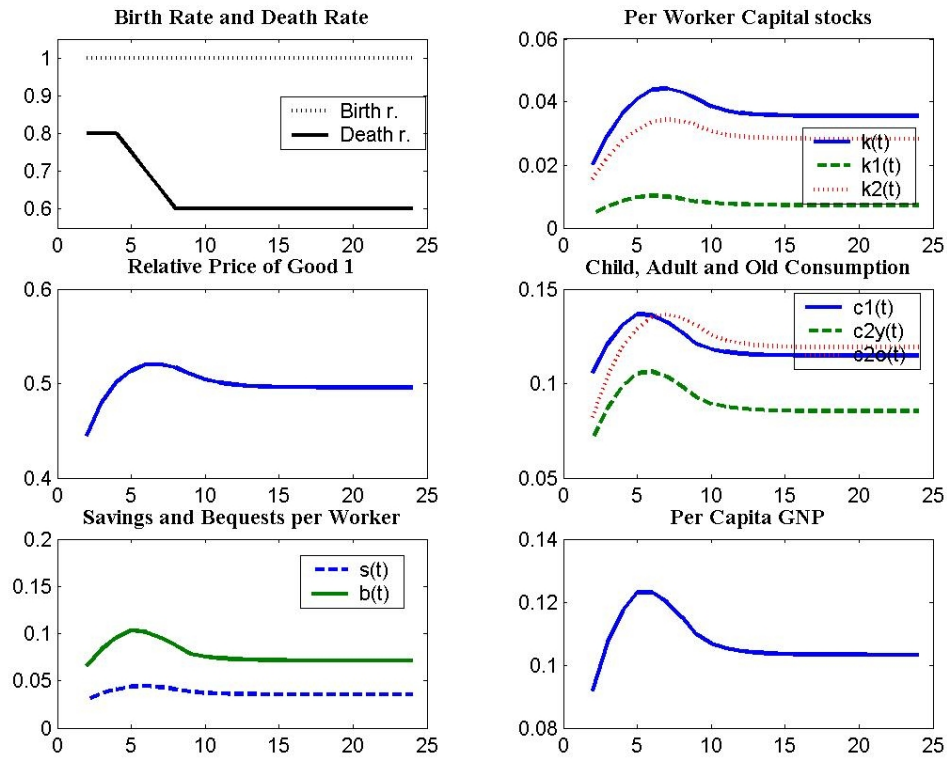 Birth Rate and Death Rate
1
0.9
0.8
0.7
0.6
0 5 10 15 20 25
Birth r.
Death r.
Per Worker Capital stocks
0.06
0.04
0.02
0
0 5 10 15 20 25
k(t)
k1(t)
k2(t)
Relative Price of Good 1
0.6
0.5
0.4
0 5 10 15 20 25
Child, Adult and Old Consumption
0.15
0.1
0.05
0 5 10 15 20 25
c1(t)
c2y(t)
c2o(t)
Savings and Bequests per Worker
0.2
0.15
0.1
0.05
0
0 5 10 15 20 25
s(t)
b(t)
Per Capita GNP
0.14
0.12
0.1
0.08
0 5 10 15 20 25